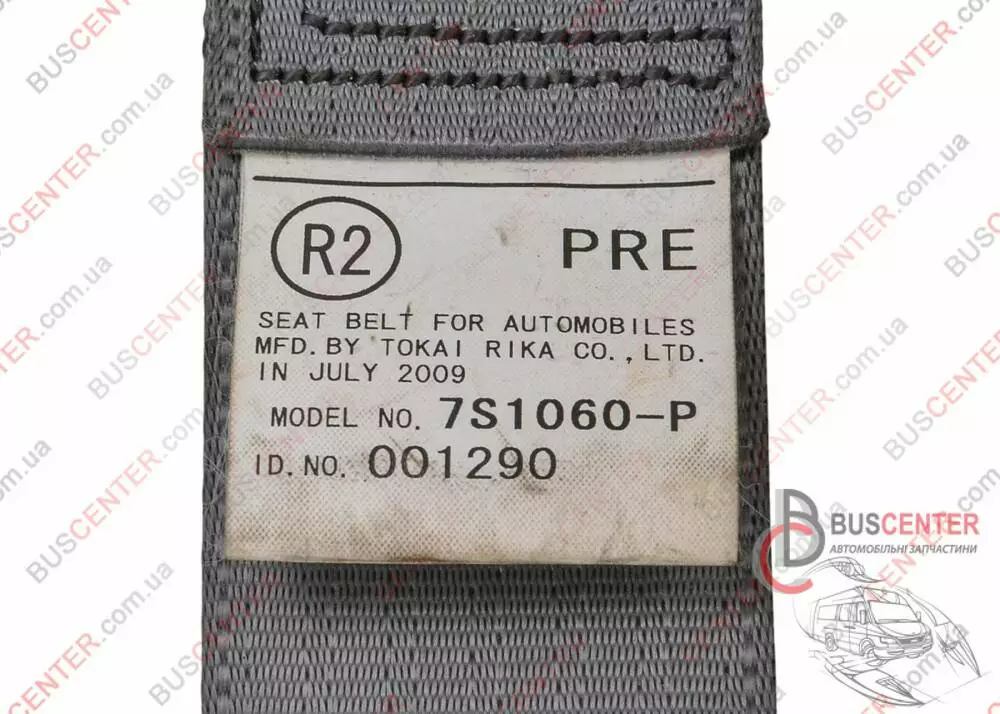 R2 PRE
SEAT BELT FOR AUTOMOBILES
MFD. BY TOKAI RIKA CO., LTD.
IN JULY 2009
MODEL NO. 7S1060-P
ID. NO. 001290
BUSCENTER
АВТОМОБІЛЬНІ ЗАПЧАСТИНИ
BUSCENTER.com.ua